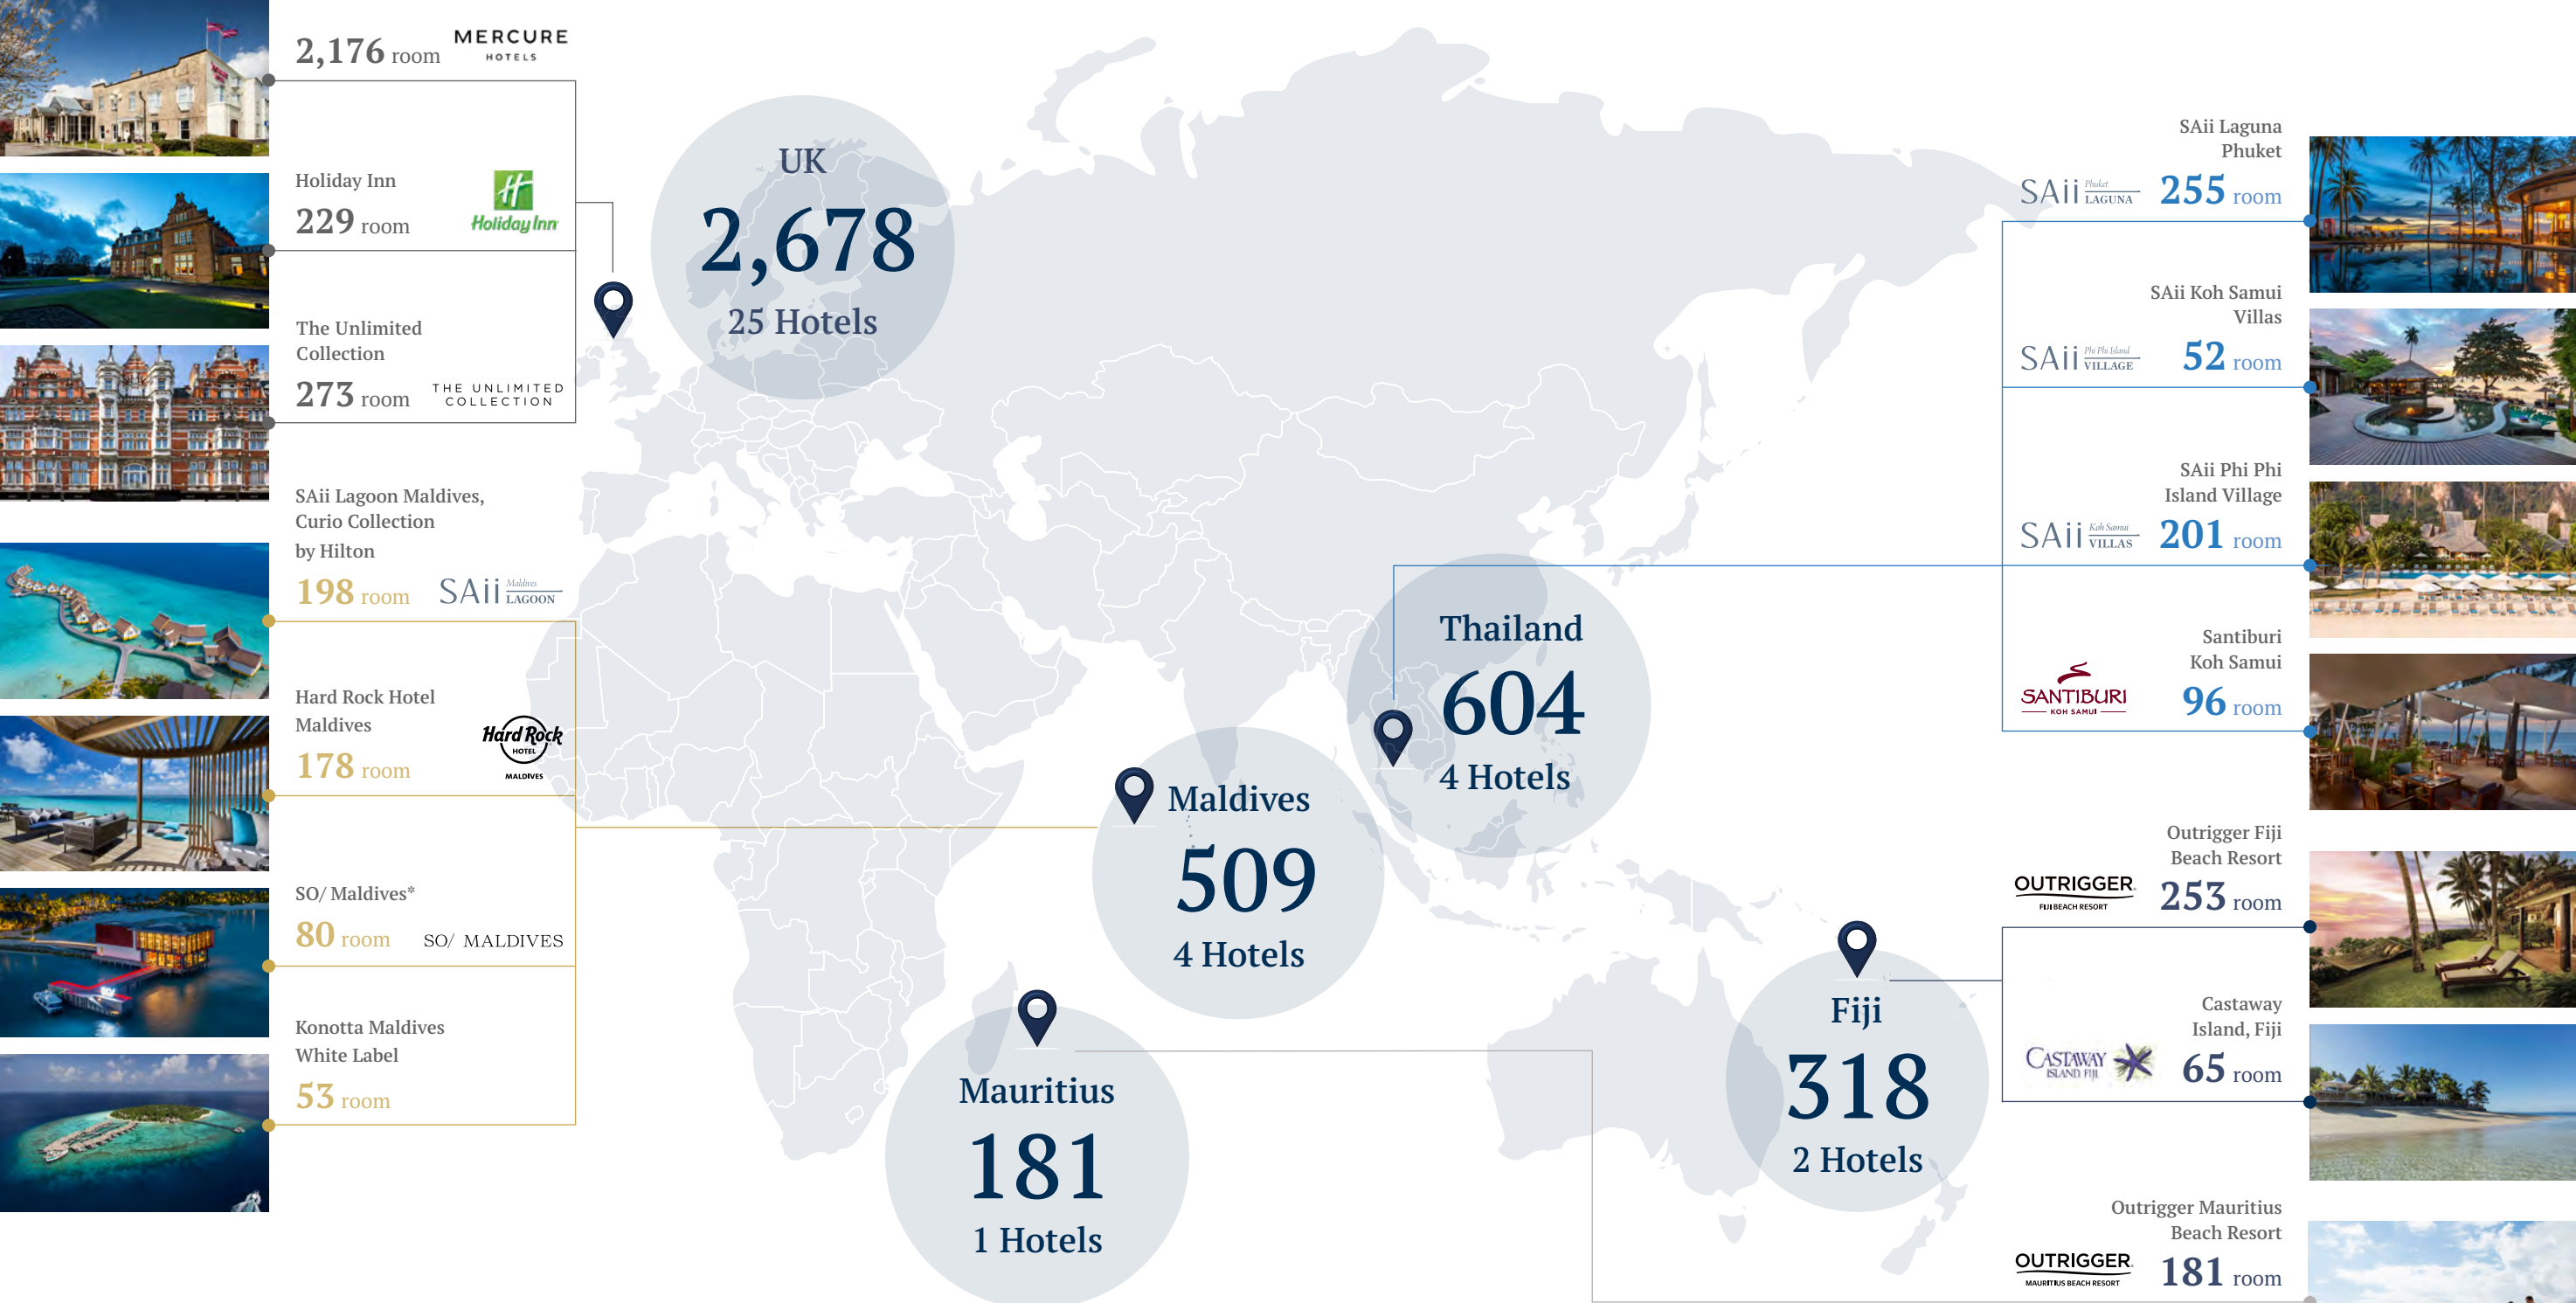 2,176 room
MERCURE
HOTELS
Holiday Inn
229 room
Holiday Inn
The Unlimited
Collection
273 room
THE UNLIMITED
COLLECTION
SAii Lagoon Maldives,
Curio Collection
by Hilton
198 room
SAii Maldives
LAGOON
Hard Rock Hotel
Maldives
178 room
Hard Rock
HOTEL
MALDIVES
SO/ Maldives*
80 room
SO/ MALDIVES
Konotta Maldives
White Label
53 room
UK
2,678
25 Hotels
Thailand
604
4 Hotels
Maldives
509
4 Hotels
Mauritius
181
1 Hotels
Fiji
318
2 Hotels
SAii Laguna
Phuket
SAii Phuket
LAGUNA
255 room
SAii Koh Samui
Villas
SAii Phi Phi Island
VILLAGE
52 room
SAii Phi Phi
Island Village
SAii Koh Samui
VILLAS
201 room
Santiburi
Koh Samui
SANTIBURI
KOH SAMUI
96 room
Outrigger Fiji
Beach Resort
OUTRIGGER
FIJI BEACH RESORT
253 room
Castaway
Island, Fiji
CASTAWAY
ISLAND FIJI
65 room
Outrigger Mauritius
Beach Resort
OUTRIGGER
MAURITIUS BEACH RESORT
181 room